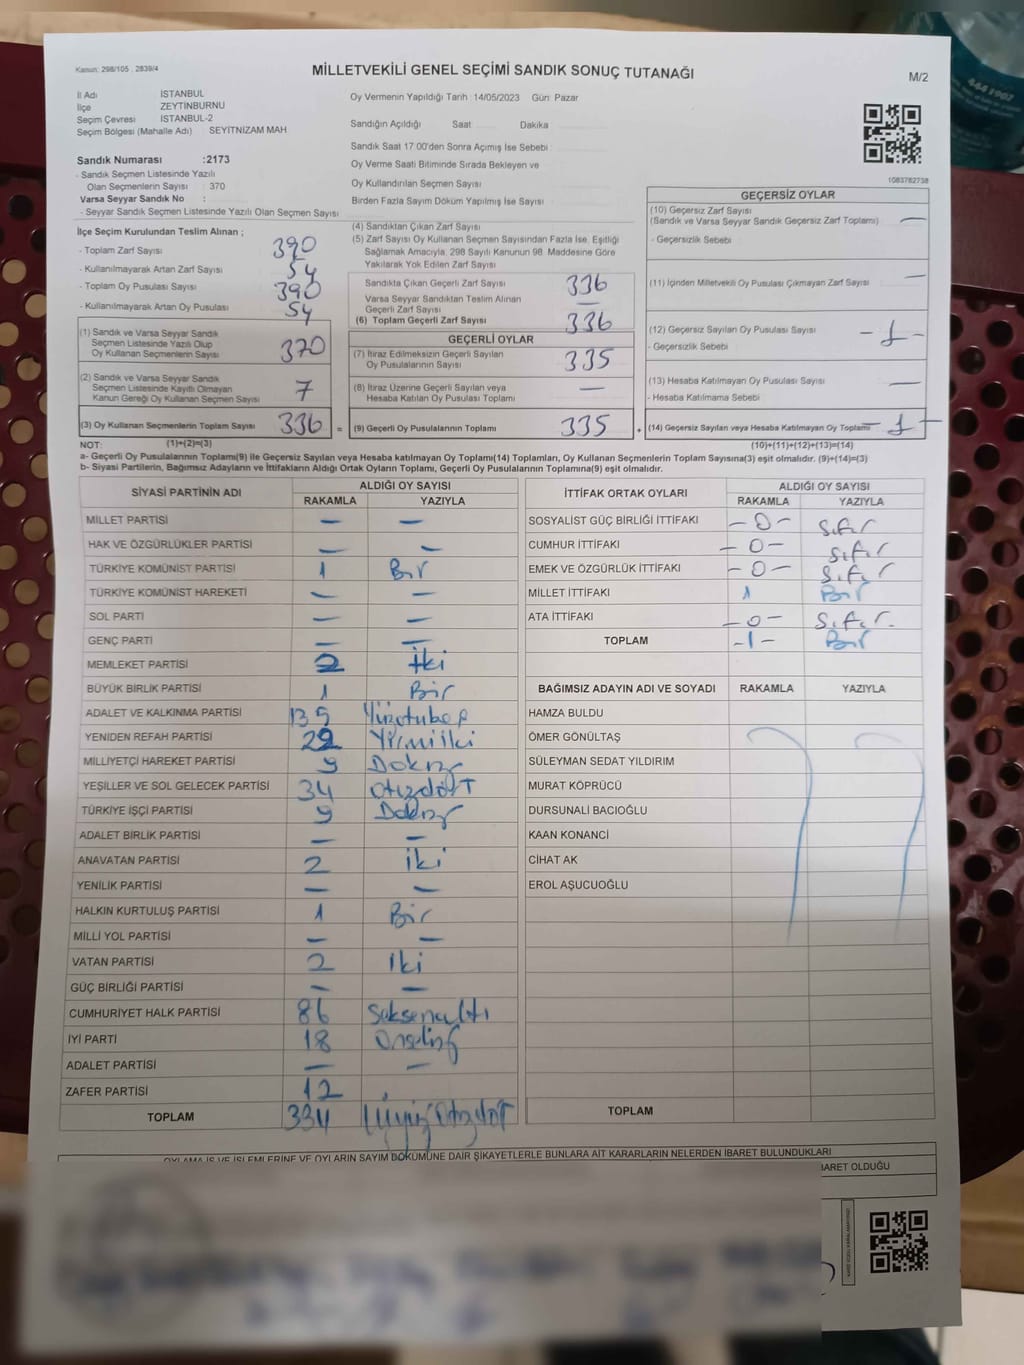 Kanun: 298/105 , 2839/4
MİLLETVEKİLİ GENEL SEÇİMİ SANDIK SONUÇ TUTANAĞI
M/2
İl Adı İSTANBUL
İlçe ZEYTİNBURNU
Seçim Çevresi İSTANBUL-2
Seçim Bölgesi (Mahalle Adı) SEYİTNİZAM MAH
Oy Vermenin Yapıldığı Tarih : 14/05/2023 Gün: Pazar
Sandığın Açıldığı Saat Dakika
Sandık Saat 17.00'den Sonra Açımış İse Sebebi :
Oy Verme Saati Bitiminde Sırada Bekleyen ve
Oy Kullandırılan Seçmen Sayısı
Birden Fazla Sayım Döküm Yapılmış İse Sayısı
1083782738
Sandık Numarası :2173
- Sandık Seçmen Listesinde Yazılı
Olan Seçmenlerin Sayısı : 370
Varsa Seyyar Sandık No :
- Seyyar Sandık Seçmen Listesinde Yazılı Olan Seçmen Sayısı
İlçe Seçim Kurulundan Teslim Alınan ;
- Toplam Zarf Sayısı 390
- Kullanılmayarak Artan Zarf Sayısı 54
- Toplam Oy Pusulası Sayısı 390
- Kullanılmayarak Artan Oy Pusulası 54
(1) Sandık ve Varsa Seyyar Sandık
Seçmen Listesinde Yazılı Olup
Oy Kullanan Seçmenlerin Sayısı 370
(2) Sandık ve Varsa Seyyar Sandık
Seçmen Listesinde Kayıtlı Olmayan
Kanun Gereği Oy Kullanan Seçmen Sayısı 7
(3) Oy Kullanan Seçmenlerin Toplam Sayısı 336 =
(4) Sandıktan Çıkan Zarf Sayısı
(5) Zarf Sayısı Oy Kullanan Seçmen Sayısından Fazla İse, Eşitliği
Sağlamak Amacıyla, 298 Sayılı Kanunun 98. Maddesine Göre
Yakılarak Yok Edilen Zarf Sayısı
Sandıkta Çıkan Geçerli Zarf Sayısı 336
Varsa Seyyar Sandıktan Teslim Alınan
Geçerli Zarf Sayısı —
(6) Toplam Geçerli Zarf Sayısı 336
GEÇERLİ OYLAR
(7) İtiraz Edilmeksizin Geçerli Sayılan
Oy Pusulalarının Sayısı 335
(8) İtiraz Üzerine Geçerli Sayılan veya
Hesaba Katılan Oy Pusulası Toplamı —
(9) Geçerli Oy Pusulalarının Toplamı 335 +
GEÇERSİZ OYLAR
(10) Geçersiz Zarf Sayısı
(Sandık ve Varsa Seyyar Sandık Geçersiz Zarf Toplamı) —
- Geçersizlik Sebebi
(11) İçinden Milletvekili Oy Pusulası Çıkmayan Zarf Sayısı —
(12) Geçersiz Sayılan Oy Pusulası Sayısı -1-
- Geçersizlik Sebebi
(13) Hesaba Katılmayan Oy Pusulası Sayısı —
- Hesaba Katılmama Sebebi
(14) Geçersiz Sayılan veya Hesaba Katılmayan Oy Toplamı -1-
NOT: (1)+(2)=(3) (10)+(11)+(12)+(13)=(14)
a- Geçerli Oy Pusulalarının Toplamı(9) ile Geçersiz Sayılan veya Hesaba katılmayan Oy Toplamı(14) Toplamları, Oy Kullanan Seçmenlerin Toplam Sayısına(3) eşit olmalıdır. (9)+(14)=(3)
b- Siyasi Partilerin, Bağımsız Adayların ve İttifakların Aldığı Ortak Oyların Toplamı, Geçerli Oy Pusulalarının Toplamına(9) eşit olmalıdır.
SİYASİ PARTİNİN ADI ALDIĞI OY SAYISI
RAKAMLA YAZIYLA
MİLLET PARTİSİ — —
HAK VE ÖZGÜRLÜKLER PARTİSİ — —
TÜRKİYE KOMÜNİST PARTİSİ 1 Bir
TÜRKİYE KOMÜNİST HAREKETİ — —
SOL PARTİ — —
GENÇ PARTİ — —
MEMLEKET PARTİSİ 2 İki
BÜYÜK BİRLİK PARTİSİ 1 Bir
ADALET VE KALKINMA PARTİSİ 135 Yüzotubeş
YENİDEN REFAH PARTİSİ 22 Yirmiiki
MİLLİYETÇİ HAREKET PARTİSİ 9 Dokuz
YEŞİLLER VE SOL GELECEK PARTİSİ 34 otuzdört
TÜRKİYE İŞÇİ PARTİSİ 9 Dokuz
ADALET BİRLİK PARTİSİ — —
ANAVATAN PARTİSİ 2 iki
YENİLİK PARTİSİ — —
HALKIN KURTULUŞ PARTİSİ 1 Bir
MİLLİ YOL PARTİSİ — —
VATAN PARTİSİ 2 iki
GÜÇ BİRLİĞİ PARTİSİ — —
CUMHURİYET HALK PARTİSİ 86 Seksenaltı
İYİ PARTİ 18 Onsekiz
ADALET PARTİSİ — —
ZAFER PARTİSİ 12
TOPLAM 334 Üçyüzotuzdört
İTTİFAK ORTAK OYLARI ALDIĞI OY SAYISI
RAKAMLA YAZIYLA
SOSYALİST GÜÇ BİRLİĞİ İTTİFAKI -0- Sıfır
CUMHUR İTTİFAKI -0- Sıfır
EMEK VE ÖZGÜRLÜK İTTİFAKI -0- Sıfır
MİLLET İTTİFAKI 1 Bir
ATA İTTİFAKI -0- Sıfır
TOPLAM -1- Bir
BAĞIMSIZ ADAYIN ADI VE SOYADI RAKAMLA YAZIYLA
HAMZA BULDU
ÖMER GÖNÜLTAŞ
SÜLEYMAN SEDAT YILDIRIM
MURAT KÖPRÜCÜ
DURSUNALİ BACIOĞLU
KAAN KONANCİ
CİHAT AK
EROL AŞUCUOĞLU
TOPLAM
OYLAMA İŞ VE İŞLEMLERİNE VE OYLARIN SAYIM DÖKÜMÜNE DAİR ŞİKAYETLERLE BUNLARA AİT KARARLARIN NELERDEN İBARET BULUNDUKLARI
BARET OLDUĞU
444 1907